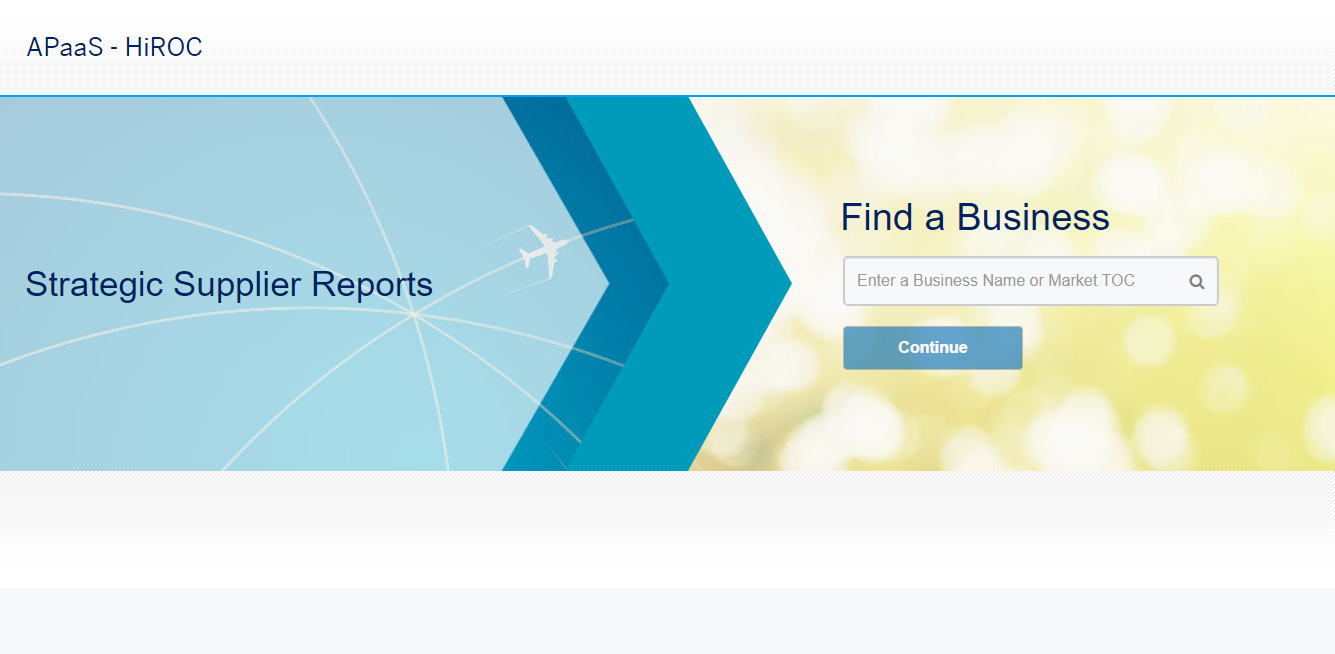 APaaS - HiROC
Strategic Supplier Reports
Find a Business
Enter a Business Name or Market TOC
Continue